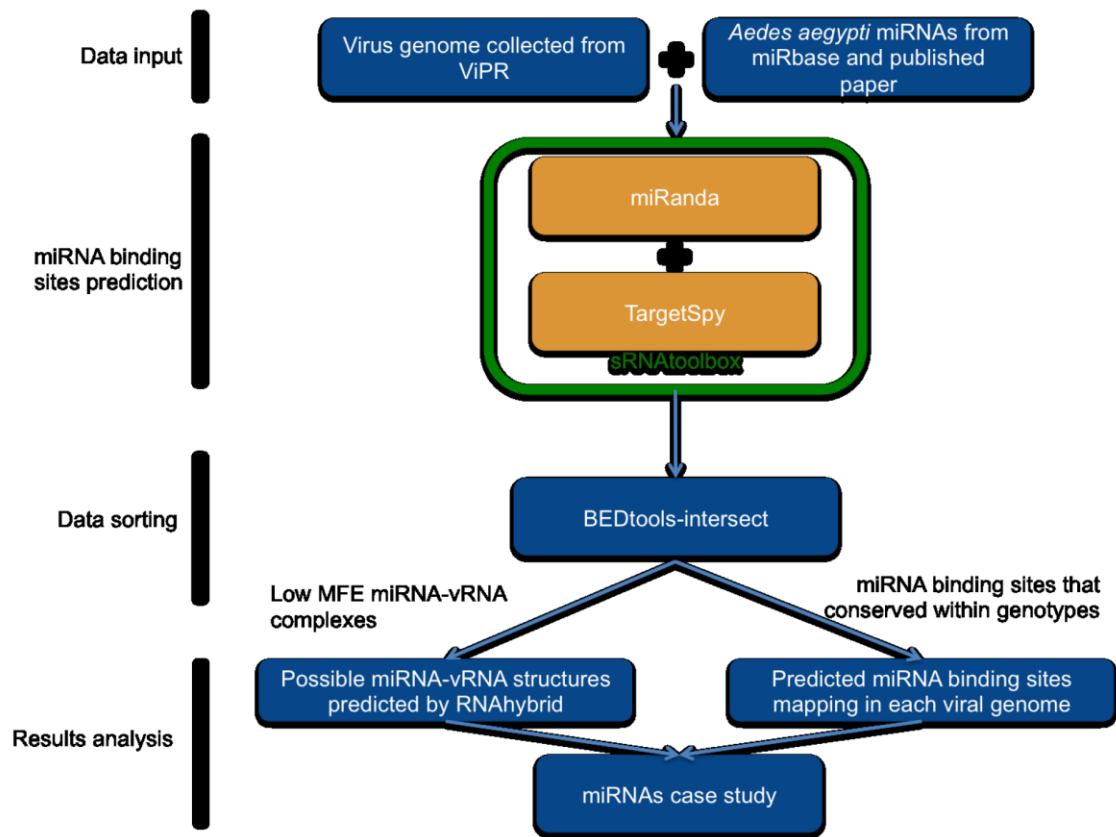 Data input
Virus genome collected from
ViPR
Aedes aegypti miRNAs from
miRbase and published
paper
miRNA binding
sites prediction
miRanda
TargetSpy
sRNAtoolbox
Data sorting
BEDtools-intersect
Low MFE miRNA-vRNA
complexes
miRNA binding sites that
conserved within genotypes
Results analysis
Possible miRNA-vRNA structures
predicted by RNAhybrid
Predicted miRNA binding sites
mapping in each viral genome
miRNAs case study